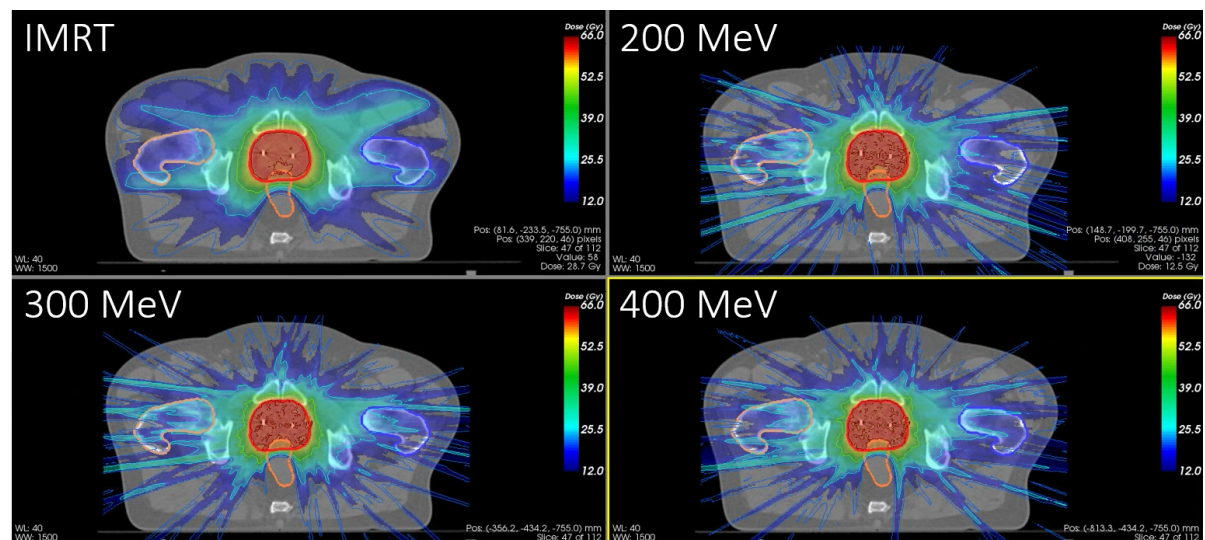 IMRT
Dose (Gy)
66.0
52.5
39.0
25.5
12.0
Pos: (81.6, -233.5, -755.0) mm
Pos: (339, 220, 46) pixels
Slice: 47 of 112
Value: 58
Dose: 28.7 Gy
WL: 40
WW: 1500
200 MeV
Dose (Gy)
66.0
52.5
39.0
25.5
12.0
Pos: (148.7, -199.7, -755.0) mm
Pos: (408, 255, 46) pixels
Slice: 47 of 112
Value: -132
Dose: 12.5 Gy
WL: 40
WW: 1500
300 MeV
Dose (Gy)
66.0
52.5
39.0
25.5
12.0
Pos: (-356.2, -434.2, -755.0) mm
Slice: 47 of 112
WL: 40
WW: 1500
400 MeV
Dose (Gy)
66.0
52.5
39.0
25.5
12.0
Pos: (-813.3, -434.2, -755.0) mm
Slice: 47 of 112
WL: 40
WW: 1500